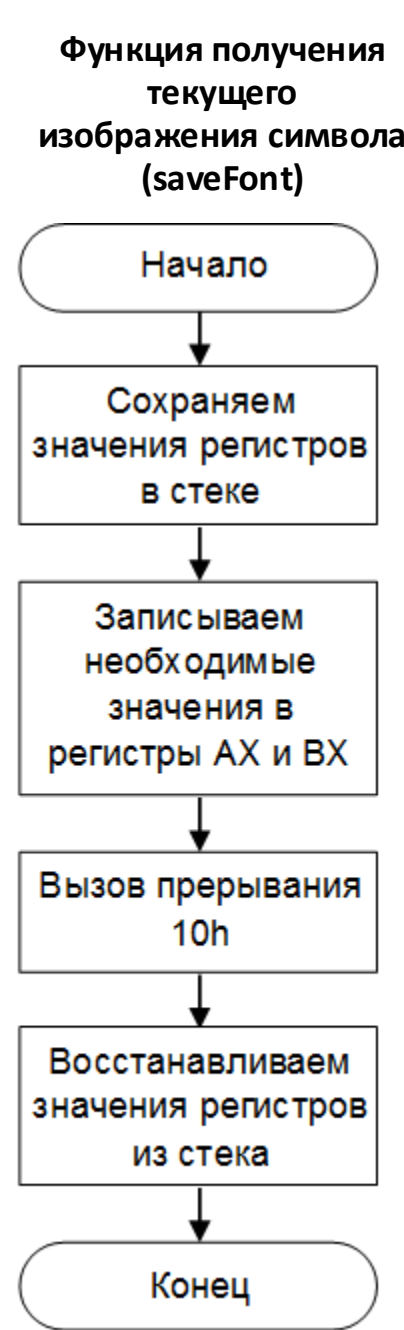 Функция получения
текущего
изображения символа
(saveFont)
Начало
Сохраняем
значения регистров
в стеке
Записываем
необходимые
значения в
регистры AX и BX
Вызов прерывания
10h
Восстанавливаем
значения регистров
из стека
Конец